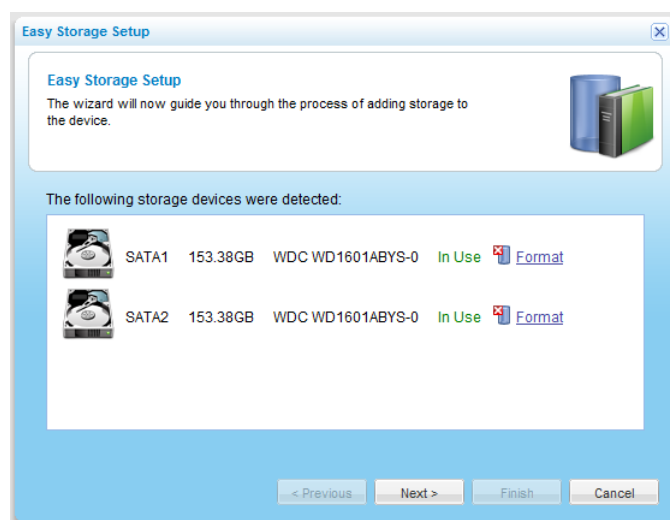 Easy Storage Setup
Easy Storage Setup
The wizard will now guide you through the process of adding storage to
the device.
The following storage devices were detected:
SATA1 153.38GB WDC WD1601ABYS-0 In Use Format
SATA2 153.38GB WDC WD1601ABYS-0 In Use Format
< Previous Next > Finish Cancel